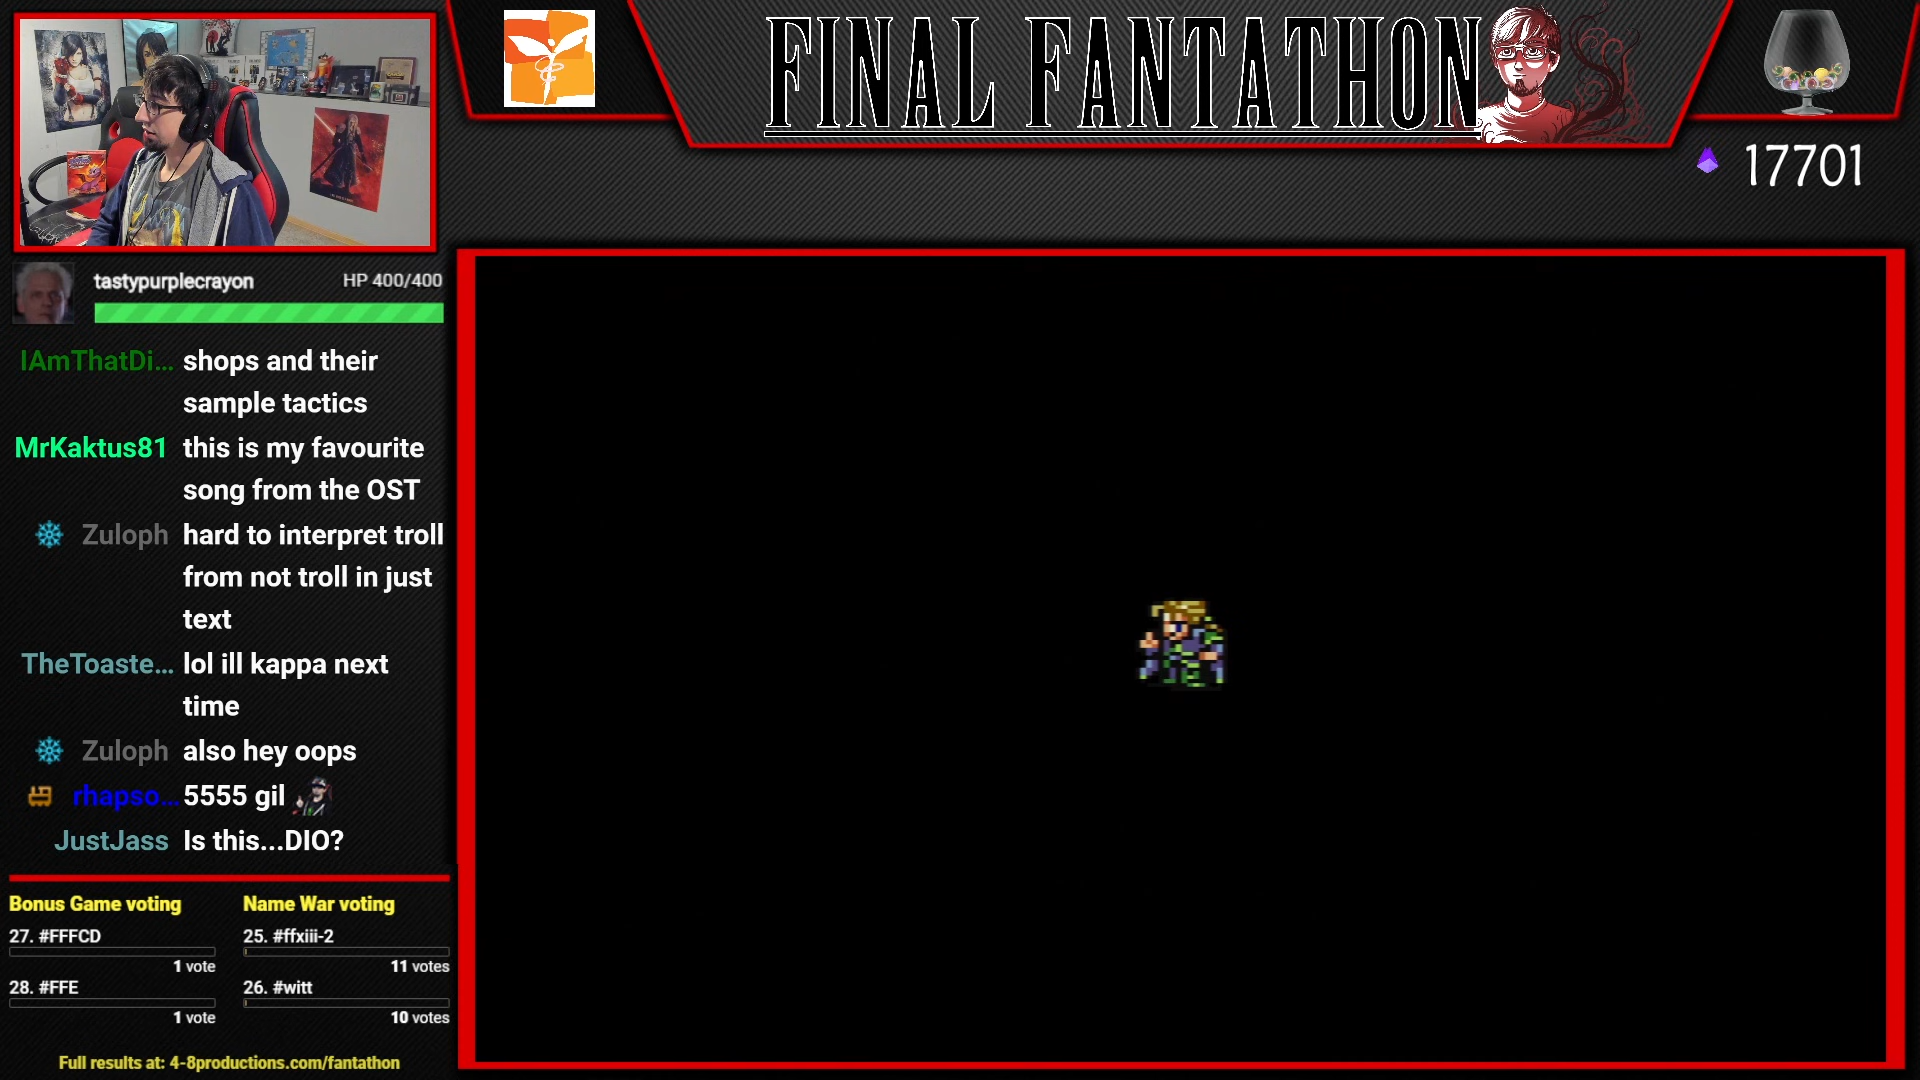 FINAL FANTATHON
17701
tastypurplecrayon HP 400/400
IAmThatDi... shops and their
sample tactics
MrKaktus81 this is my favourite
song from the OST
Zuloph hard to interpret troll
from not troll in just
text
TheToaste... lol ill kappa next
time
Zuloph also hey oops
rhapso... 5555 gil
JustJass Is this...DIO?
Bonus Game voting
27. #FFFCD
1 vote
28. #FFE
1 vote
Name War voting
25. #ffxiii-2
11 votes
26. #witt
10 votes
Full results at: 4-8productions.com/fantathon